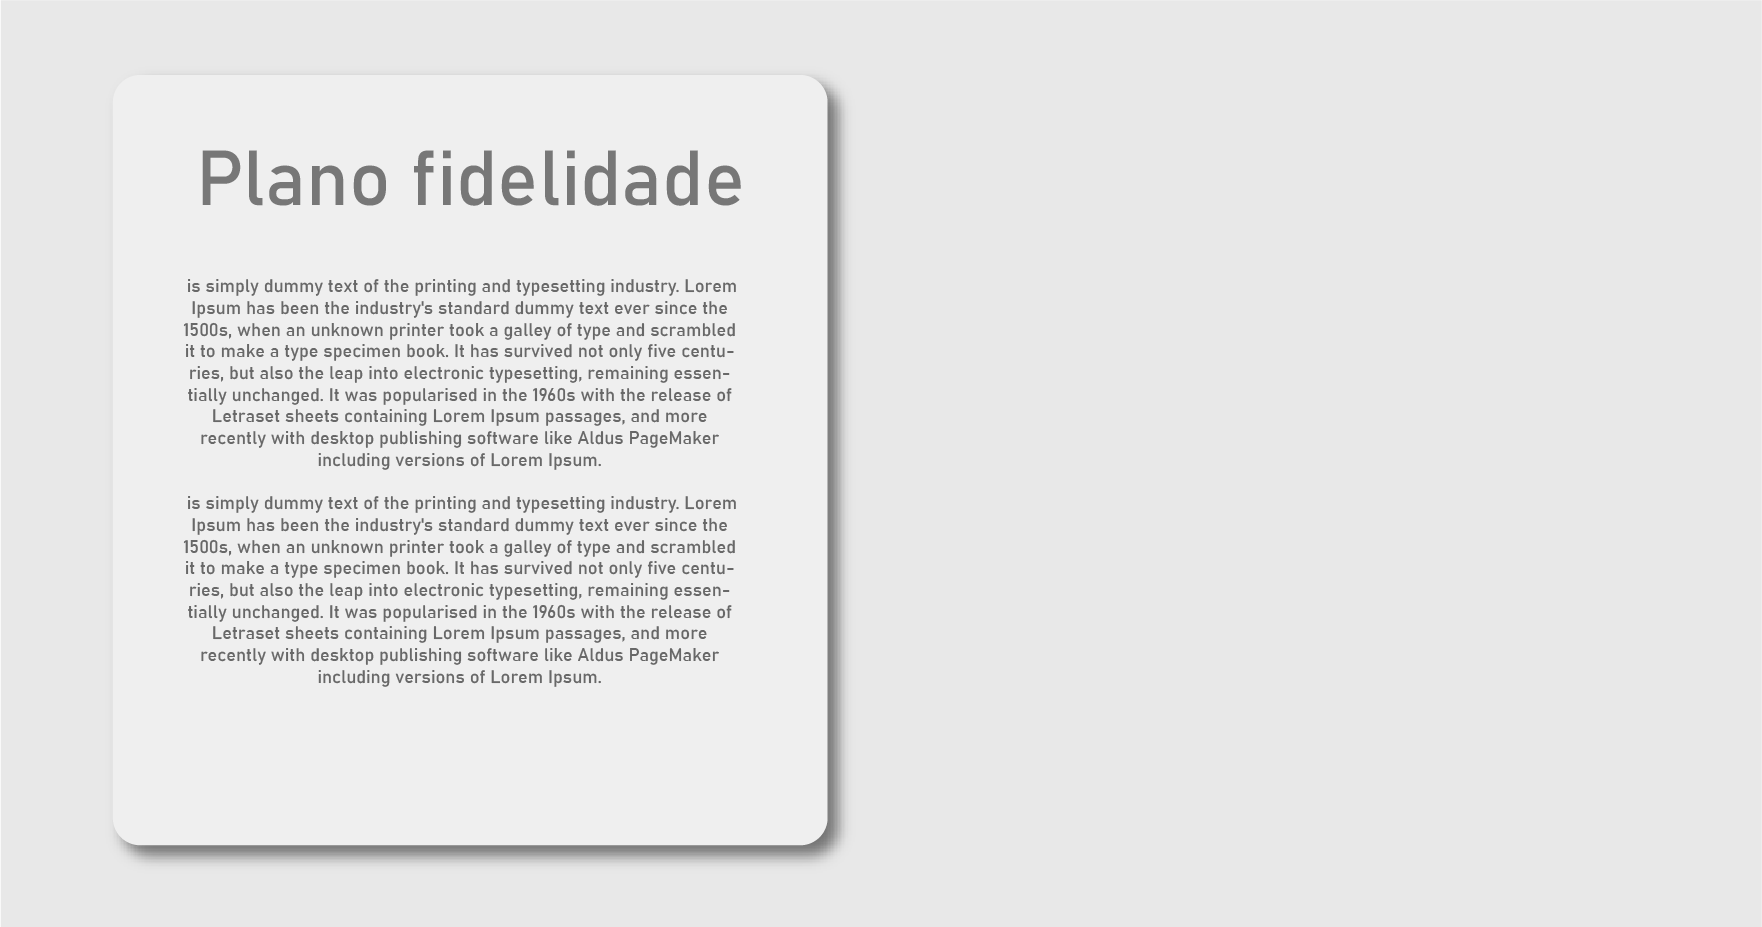 Plano fidelidade
is simply dummy text of the printing and typesetting industry. Lorem
Ipsum has been the industry's standard dummy text ever since the
1500s, when an unknown printer took a galley of type and scrambled
it to make a type specimen book. It has survived not only five centu-
ries, but also the leap into electronic typesetting, remaining essen-
tially unchanged. It was popularised in the 1960s with the release of
Letraset sheets containing Lorem Ipsum passages, and more
recently with desktop publishing software like Aldus PageMaker
including versions of Lorem Ipsum.
is simply dummy text of the printing and typesetting industry. Lorem
Ipsum has been the industry's standard dummy text ever since the
1500s, when an unknown printer took a galley of type and scrambled
it to make a type specimen book. It has survived not only five centu-
ries, but also the leap into electronic typesetting, remaining essen-
tially unchanged. It was popularised in the 1960s with the release of
Letraset sheets containing Lorem Ipsum passages, and more
recently with desktop publishing software like Aldus PageMaker
including versions of Lorem Ipsum.